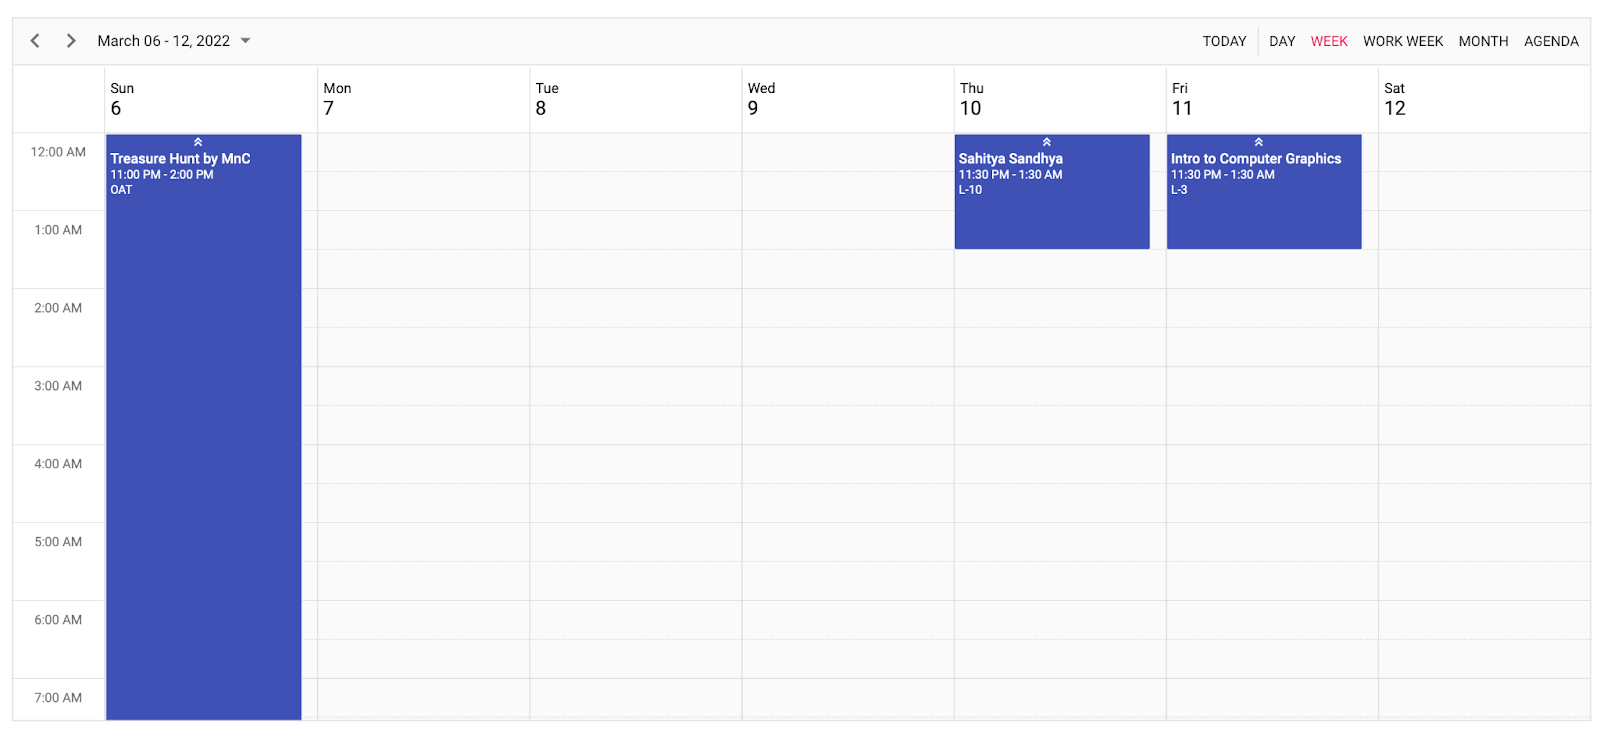 March 06 - 12, 2022 TODAY DAY WEEK WORK WEEK MONTH AGENDA
Sun Mon Tue Wed Thu Fri Sat
6 7 8 9 10 11 12
12:00 AM
Treasure Hunt by MnC
11:00 PM - 2:00 PM
OAT
Sahitya Sandhya
11:30 PM - 1:30 AM
L-10
Intro to Computer Graphics
11:30 PM - 1:30 AM
L-3
1:00 AM
2:00 AM
3:00 AM
4:00 AM
5:00 AM
6:00 AM
7:00 AM